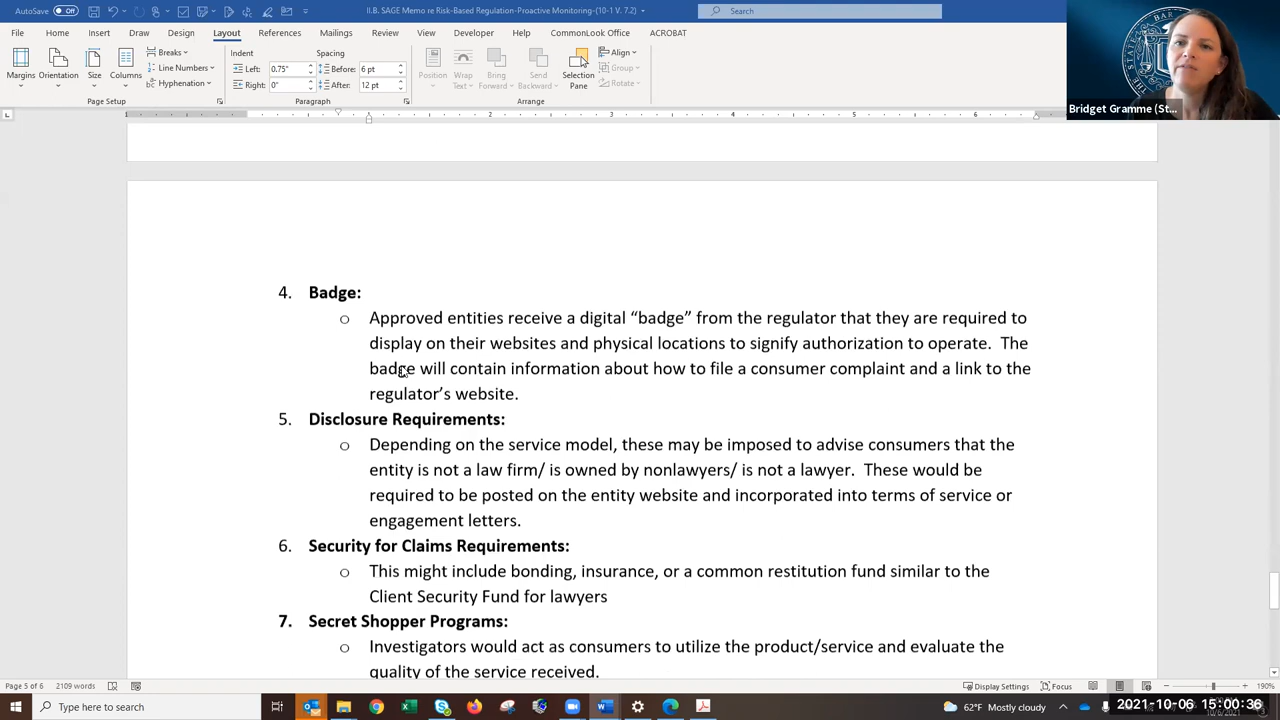 AutoSave Off
II.B. SAGE Memo re Risk-Based Regulation-Proactive Monitoring-(10-1 V. 7.2)
Search
File Home Insert Draw Design Layout References Mailings Review View Developer Help CommonLook Office ACROBAT
Margins Orientation Size Columns
Breaks
Line Numbers
Hyphenation
Page Setup
Indent
Left: 0.75"
Right: 0"
Spacing
Before: 6 pt
After: 12 pt
Paragraph
Position
Wrap Text
Bring Forward
Send Backward
Selection Pane
Align
Group
Rotate
Arrange
THE STATE BAR
Bridget Gramme (St...
1 2 3 4 5 6
4. Badge:
o Approved entities receive a digital “badge” from the regulator that they are required to
display on their websites and physical locations to signify authorization to operate. The
badge will contain information about how to file a consumer complaint and a link to the
regulator’s website.
5. Disclosure Requirements:
o Depending on the service model, these may be imposed to advise consumers that the
entity is not a law firm/ is owned by nonlawyers/ is not a lawyer. These would be
required to be posted on the entity website and incorporated into terms of service or
engagement letters.
6. Security for Claims Requirements:
o This might include bonding, insurance, or a common restitution fund similar to the
Client Security Fund for lawyers
7. Secret Shopper Programs:
o Investigators would act as consumers to utilize the product/service and evaluate the
quality of the service received.
Page 5 of 6 2109 words
Display Settings Focus 190%
Type here to search
62°F Mostly cloudy
2021-10-06 15:00:36